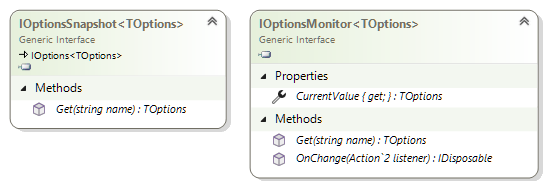 IOptionsSnapshot<TOptions>
Generic Interface
IOptions<TOptions>
Methods
Get(string name) : TOptions
IOptionsMonitor<TOptions>
Generic Interface
Properties
CurrentValue { get; } : TOptions
Methods
Get(string name) : TOptions
OnChange(Action`2 listener) : IDisposable